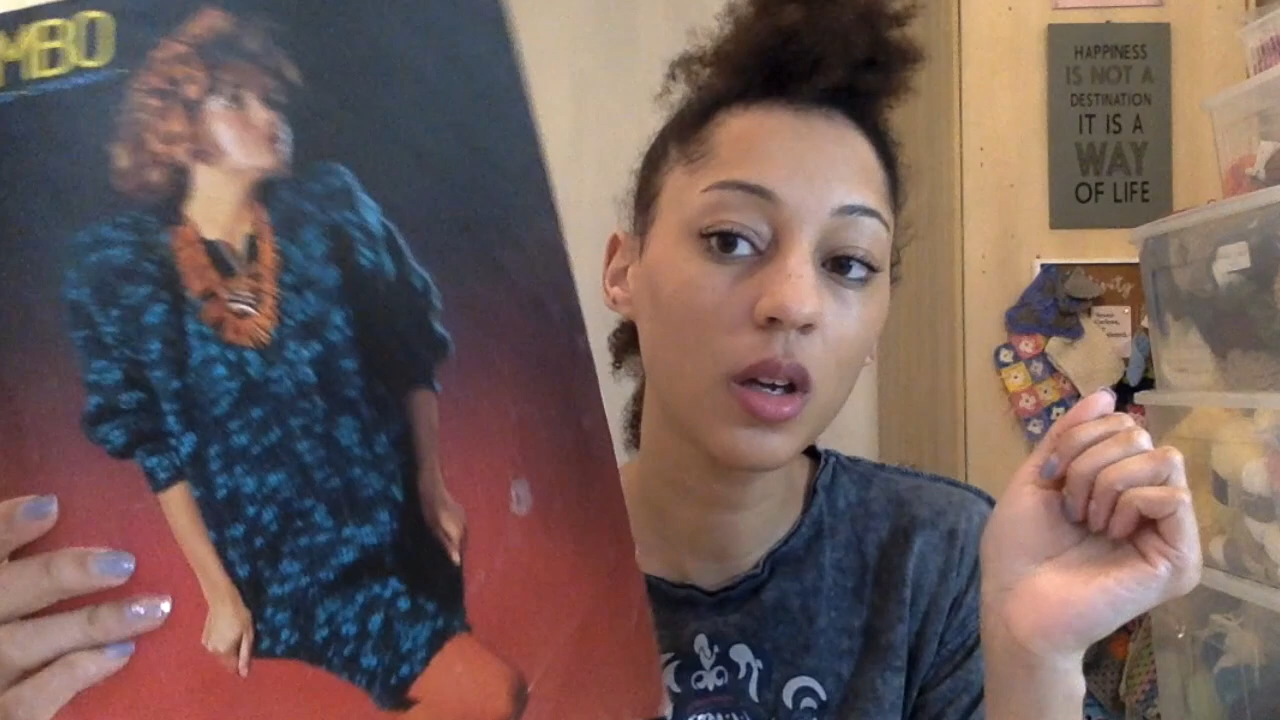 MBO
HAPPINESS
IS NOT A
DESTINATION
IT IS A
WAY
OF LIFE